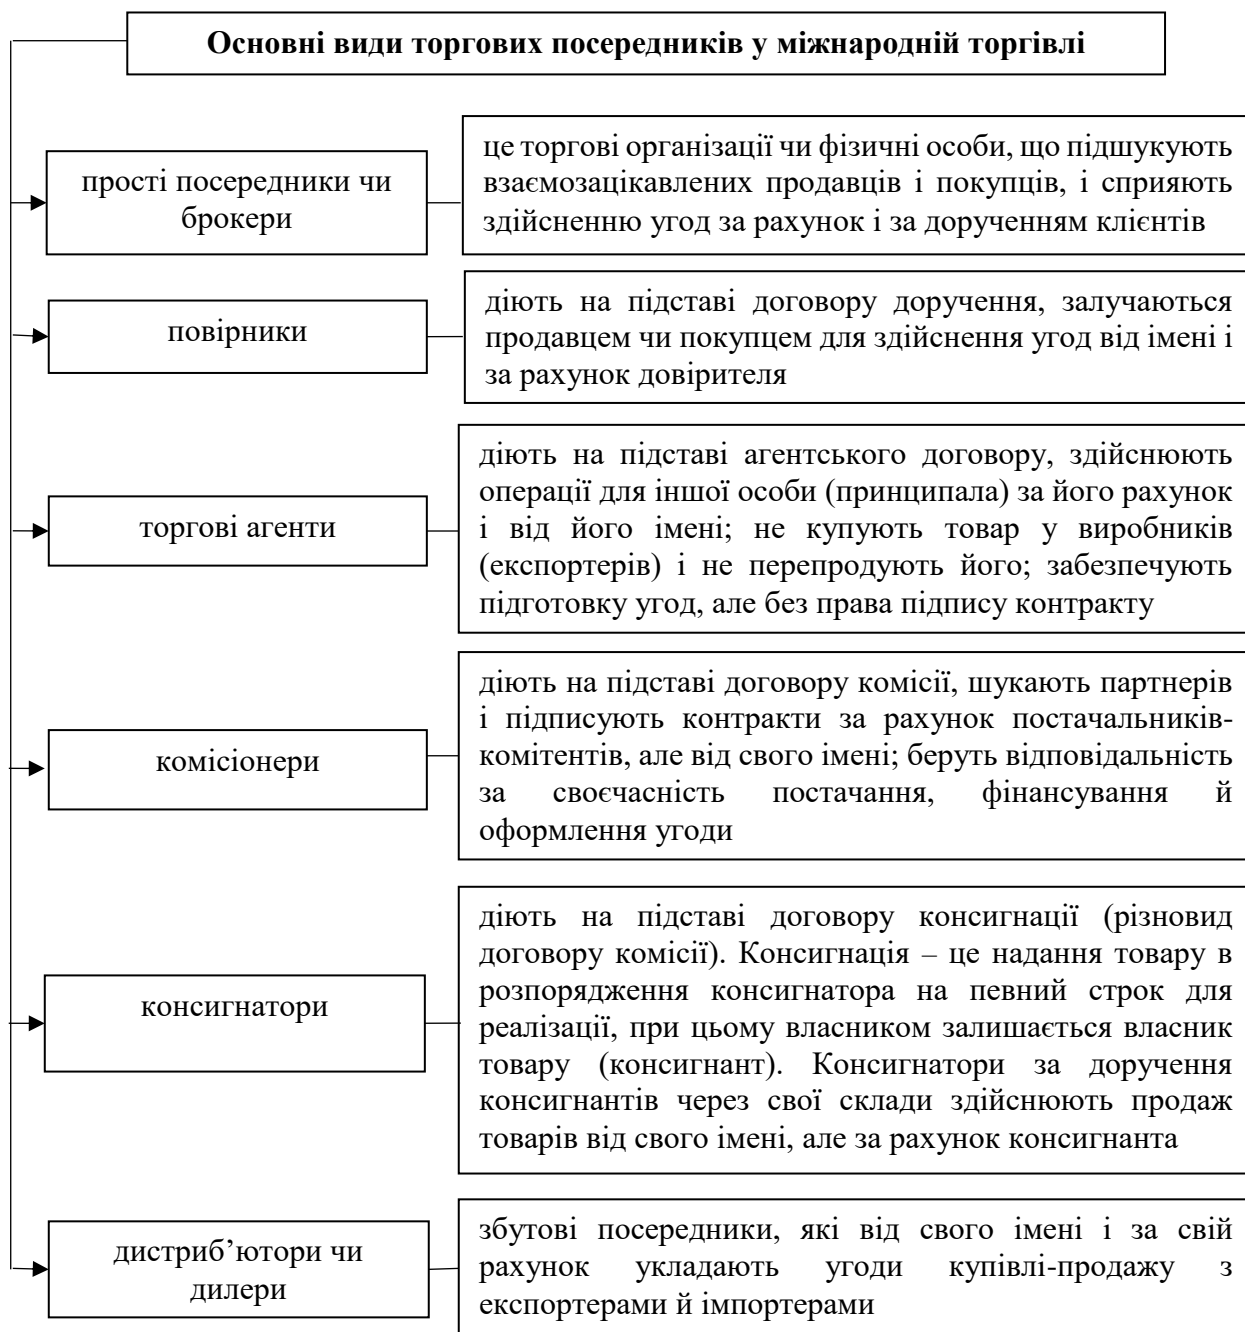 Основні види торгових посередників у міжнародній торгівлі
прості посередники чи
брокери
це торгові організації чи фізичні особи, що підшукують
взаємозацікавлених продавців і покупців, і сприяють
здійсненню угод за рахунок і за дорученням клієнтів
повірники
діють на підставі договору доручення, залучаються
продавцем чи покупцем для здійснення угод від імені і
за рахунок довірителя
торгові агенти
діють на підставі агентського договору, здійснюють
операції для іншої особи (принципала) за його рахунок
і від його імені; не купують товар у виробників
(експортерів) і не перепродують його; забезпечують
підготовку угод, але без права підпису контракту
комісіонери
діють на підставі договору комісії, шукають партнерів
і підписують контракти за рахунок постачальників-
комітентів, але від свого імені; беруть відповідальність
за своєчасність постачання, фінансування й
оформлення угоди
консигнатори
діють на підставі договору консигнації (різновид
договору комісії). Консигнація – це надання товару в
розпорядження консигнатора на певний строк для
реалізації, при цьому власником залишається власник
товару (консигнант). Консигнатори за доручення
консигнантів через свої склади здійснюють продаж
товарів від свого імені, але за рахунок консигнанта
дистриб’ютори чи
дилери
збутові посередники, які від свого імені і за свій
рахунок укладають угоди купівлі-продажу з
експортерами й імпортерами